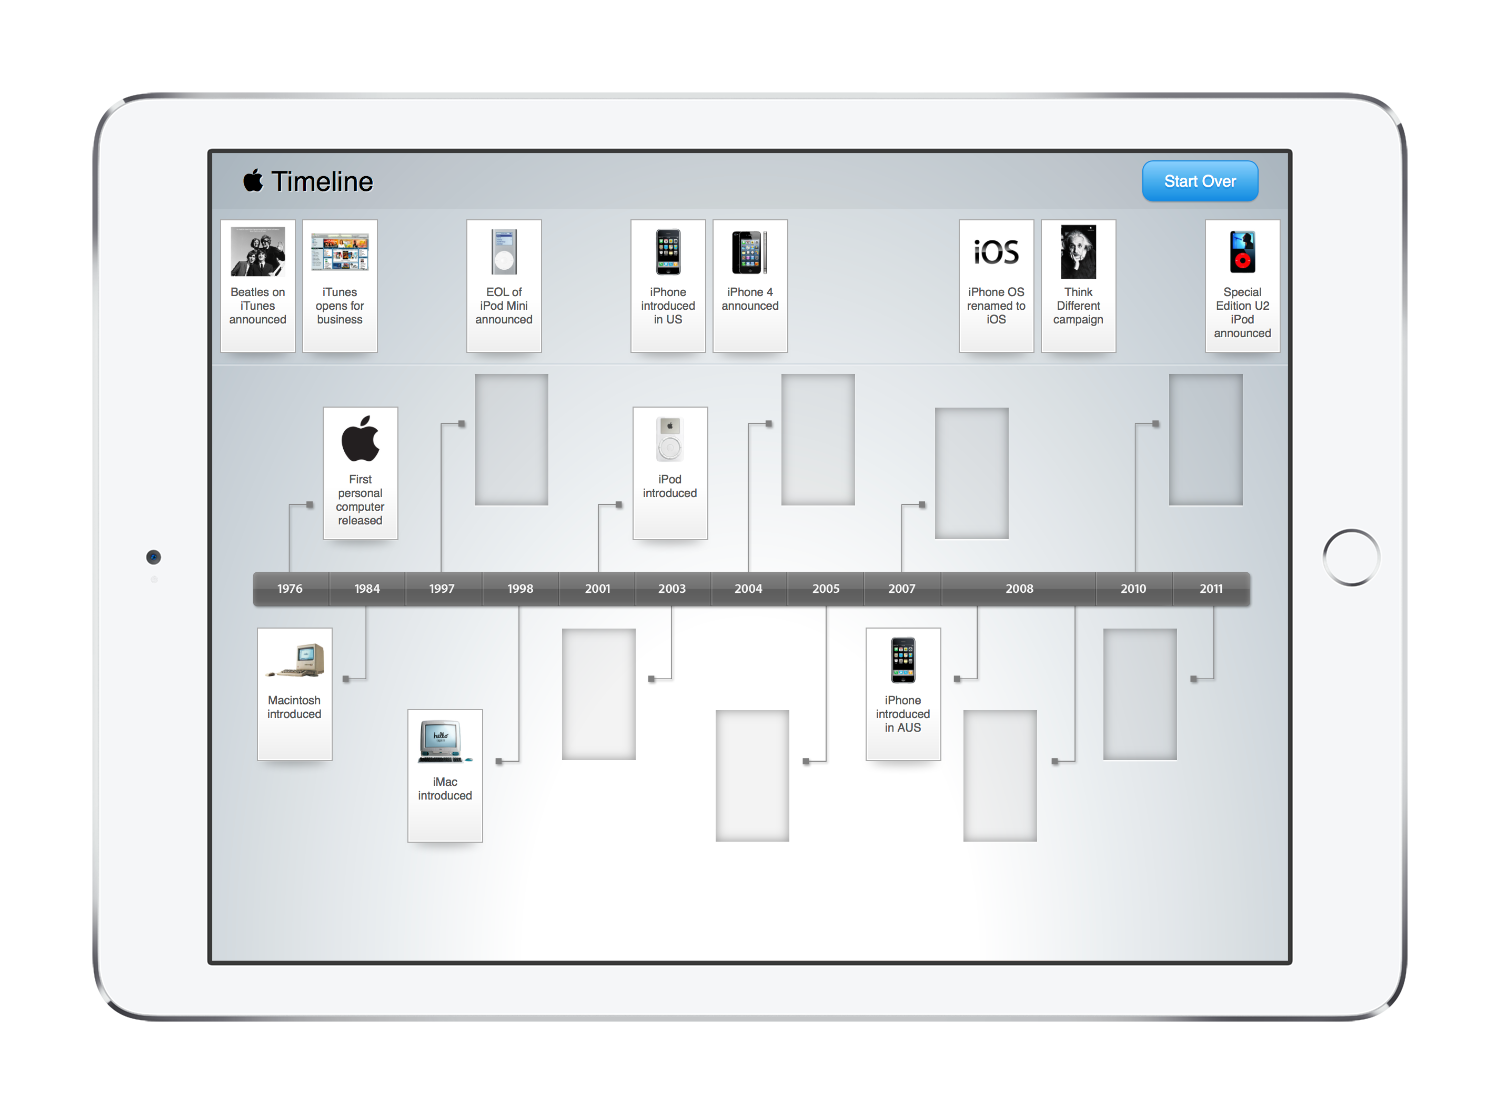 Timeline
Start Over
Beatles on
iTunes
announced
iTunes
opens for
business
EOL of
iPod Mini
announced
iPhone
introduced
in US
iPhone 4
announced
iOS
iPhone OS
renamed to
iOS
Think
Different
campaign
Special
Edition U2
iPod
announced
First
personal
computer
released
iPod
introduced
1976
1984
1997
1998
2001
2003
2004
2005
2007
2008
2010
2011
Macintosh
introduced
hello
iMac
introduced
iPhone
introduced
in AUS